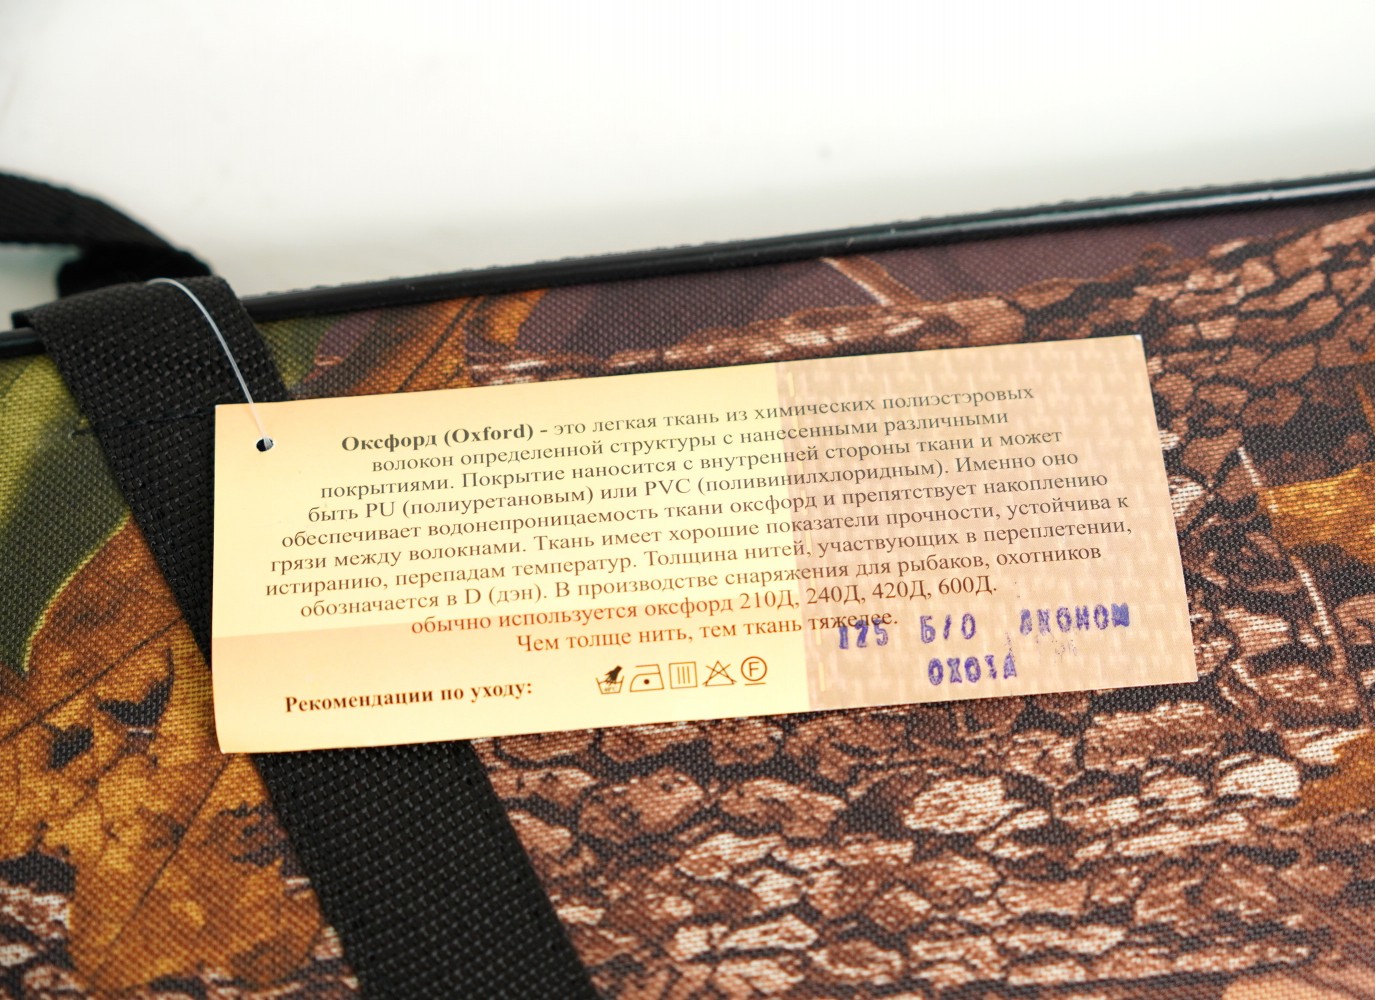 Оксфорд (Oxford) - это легкая ткань из химических полиэстэровых
волокон определенной структуры с нанесенными различными
покрытиями. Покрытие наносится с внутренней стороны ткани и может
быть PU (полиуретановым) или PVC (поливинилхлоридным). Именно оно
обеспечивает водонепроницаемость ткани оксфорд и препятствует накоплению
грязи между волокнами. Ткань имеет хорошие показатели прочности, устойчива к
истиранию, перепадам температур. Толщина нитей, участвующих в переплетении,
обозначается в D (дэн). В производстве снаряжения для рыбаков, охотников
обычно используется оксфорд 210Д, 240Д, 420Д, 600Д.
Чем толще нить, тем ткань тяжелее.
125 Б/О ЭКОНОМ
ОХОТА
Рекомендации по уходу: